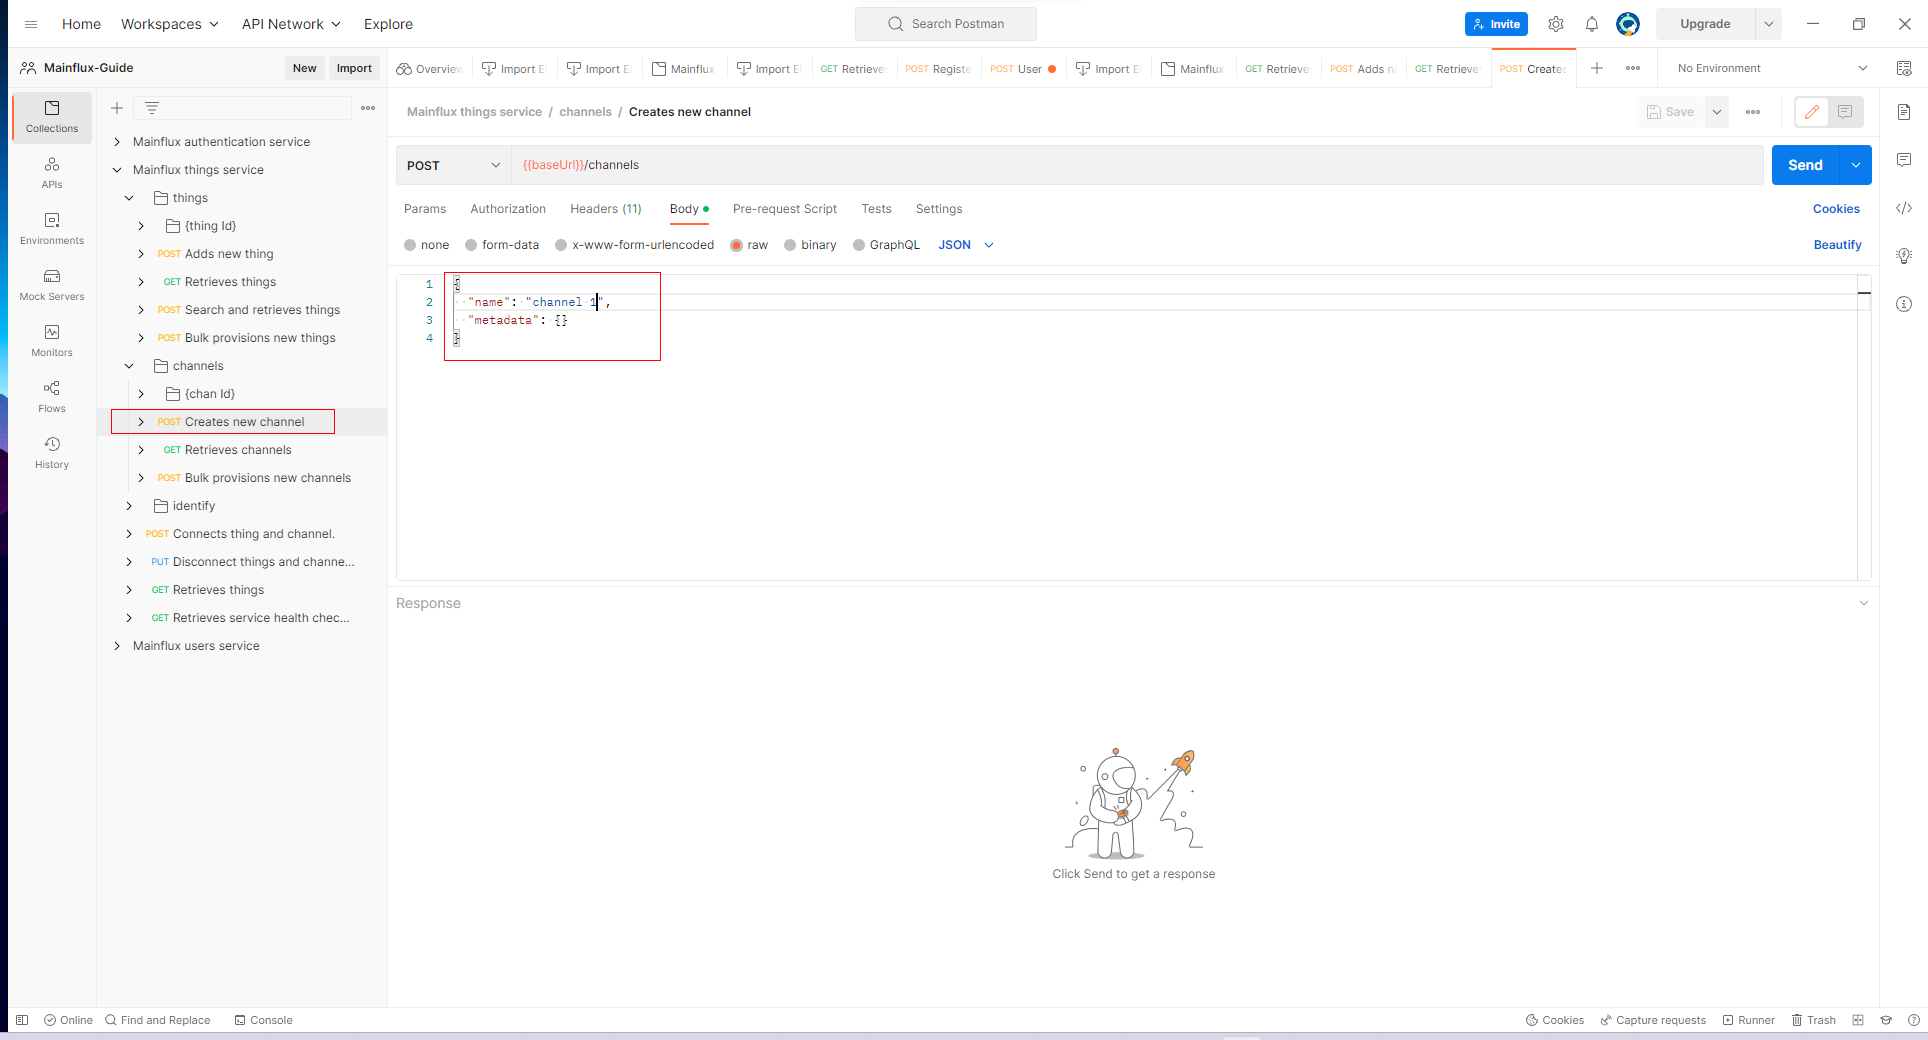 Home Workspaces API Network Explore Search Postman Invite Upgrade
Mainflux-Guide New Import
Overview Import E Import E Mainflux Import E GET Retrieve POST Registe POST User Import E Mainflux GET Retrieve POST Adds n GET Retrieve POST Creates No Environment
Collections
APIs
Environments
Mock Servers
Monitors
Flows
History
Mainflux authentication service
Mainflux things service
things
{thing Id}
POST Adds new thing
GET Retrieves things
POST Search and retrieves things
POST Bulk provisions new things
channels
{chan Id}
POST Creates new channel
GET Retrieves channels
POST Bulk provisions new channels
identify
POST Connects thing and channel.
PUT Disconnect things and channe...
GET Retrieves things
GET Retrieves service health chec...
Mainflux users service
Mainflux things service / channels / Creates new channel Save
POST {{baseUrl}}/channels Send
Params Authorization Headers (11) Body Pre-request Script Tests Settings Cookies
none form-data x-www-form-urlencoded raw binary GraphQL JSON Beautify
1 {
2 "name": "channel 1",
3 "metadata": {}
4 }
Response
Click Send to get a response
Online Find and Replace Console Cookies Capture requests Runner Trash